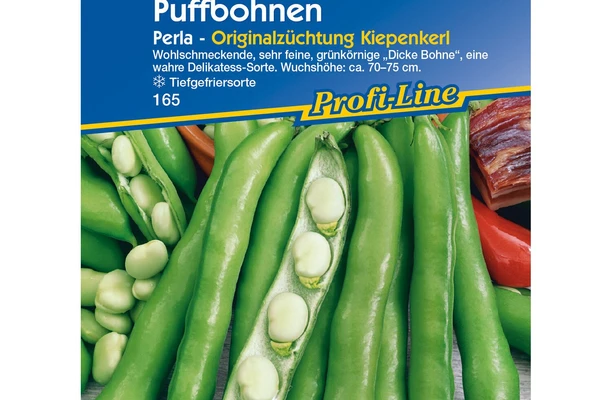 Puffbohnen
Perla - Originalzüchtung Kiepenkerl
Wohlschmeckende, sehr feine, grünkörnige „Dicke Bohne“, eine
wahre Delikatess-Sorte. Wuchshöhe: ca. 70–75 cm.
Tiefgefriersorte
165
Profi-Line